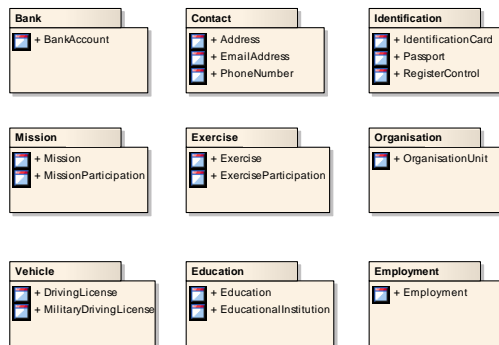 Bank
+ BankAccount
Contact
+ Address
+ EmailAddress
+ PhoneNumber
Identification
+ IdentificationCard
+ Passport
+ RegisterControl
Mission
+ Mission
+ MissionParticipation
Exercise
+ Exercise
+ ExerciseParticipation
Organisation
+ OrganisationUnit
Vehicle
+ DrivingLicense
+ MilitaryDrivingLicense
Education
+ Education
+ EducationalInstitution
Employment
+ Employment